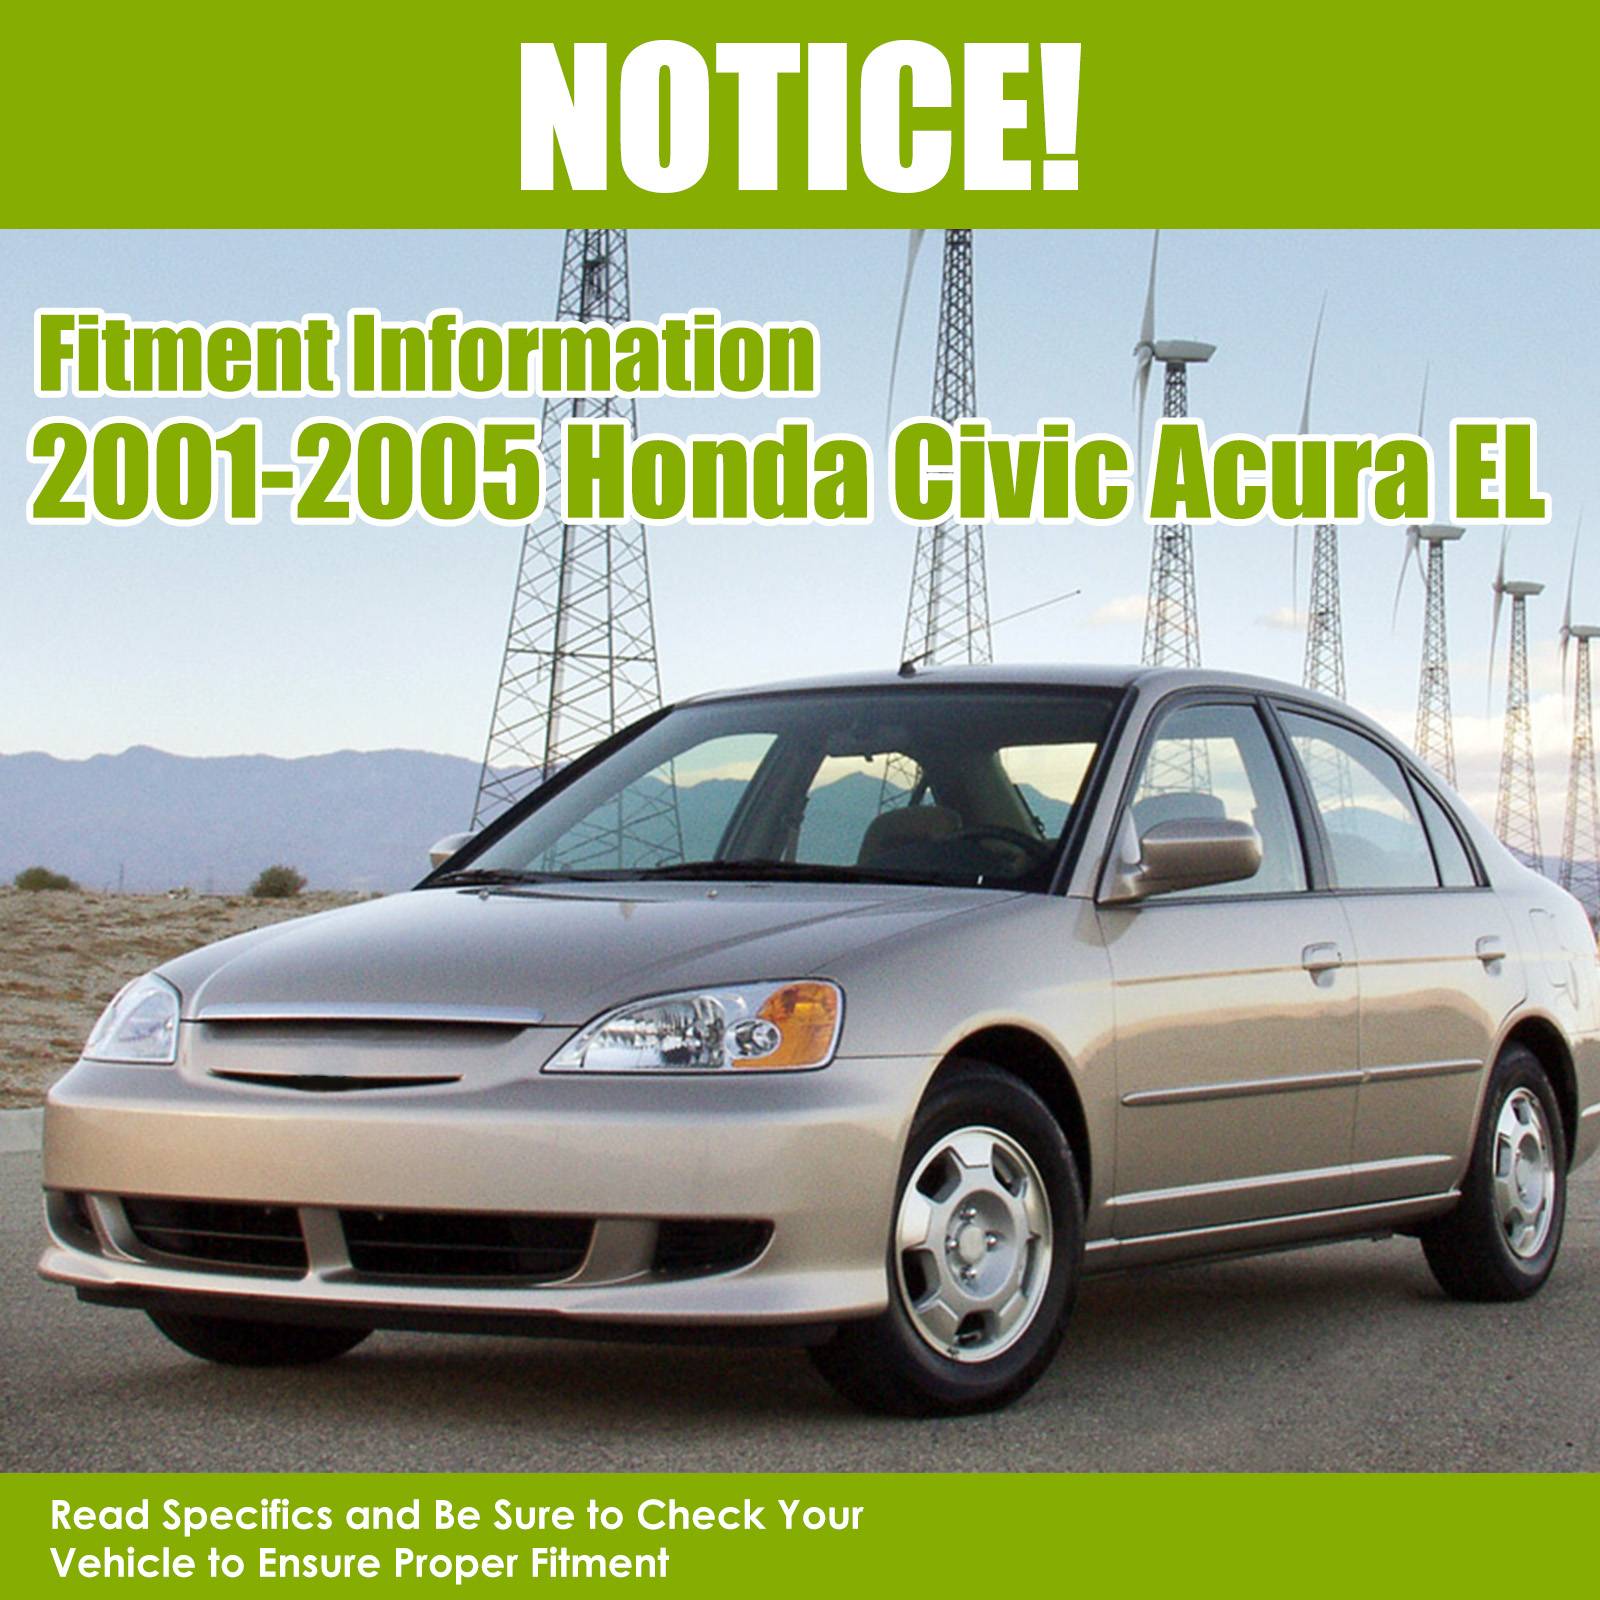 NOTICE!
Fitment Information
2001-2005 Honda Civic Acura EL
Read Specifics and Be Sure to Check Your
Vehicle to Ensure Proper Fitment